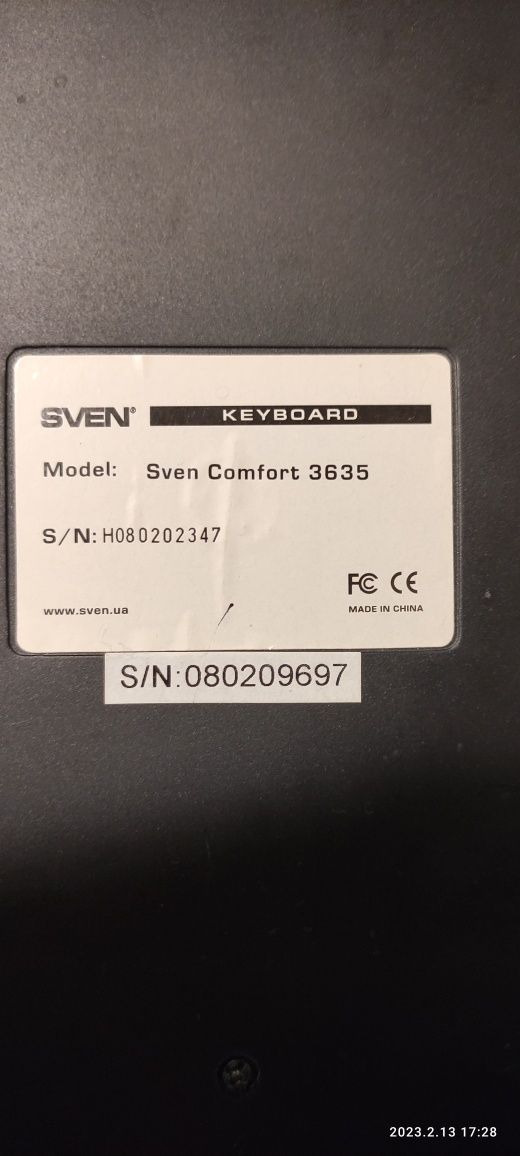 SVEN® KEYBOARD
Model: Sven Comfort 3635
S/N: H080202347
FC CE
www.sven.ua MADE IN CHINA
S/N:080209697
2023.2.13 17:28